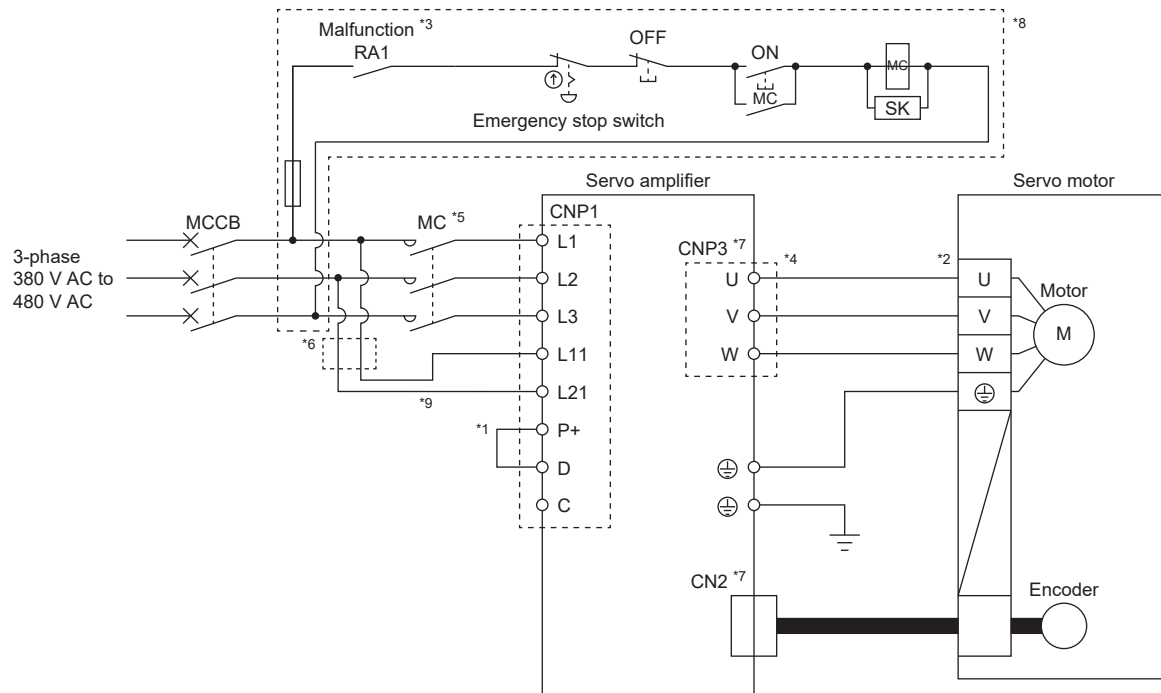 Malfunction *3
RA1
OFF
ON
MC
MC
SK
*8
Emergency stop switch
Servo amplifier
Servo motor
MCCB
MC *5
CNP1
3-phase
380 V AC to
480 V AC
L1
L2
L3
L11
L21
P+
D
C
*6
*9
*1
CNP3 *7
*4
*2
U
V
W
U
V
W
Motor
M
CN2 *7
Encoder